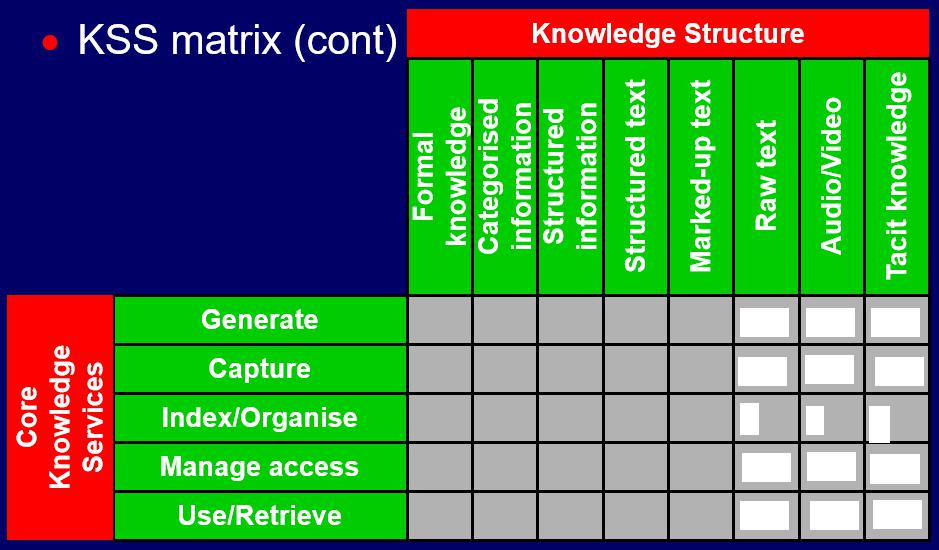 • KSS matrix (cont)
Knowledge Structure
Formal
knowledge
Categorised
information
Structured
information
Structured text
Marked-up text
Raw text
Audio/Video
Tacit knowledge
Core
Knowledge
Services
Generate
Capture
Index/Organise
Manage access
Use/Retrieve